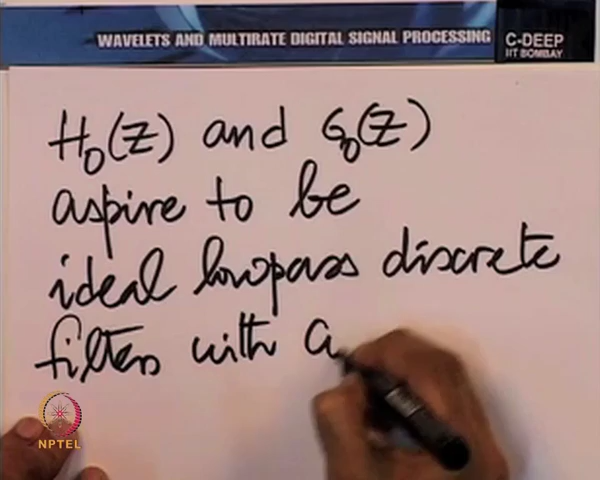 WAVELETS AND MULTIRATE DIGITAL SIGNAL PROCESSING
C-DEEP
IIT BOMBAY
H₀(Z) and G₀(Z)
aspire to be
ideal lowpass discrete
filters with a
NPTEL